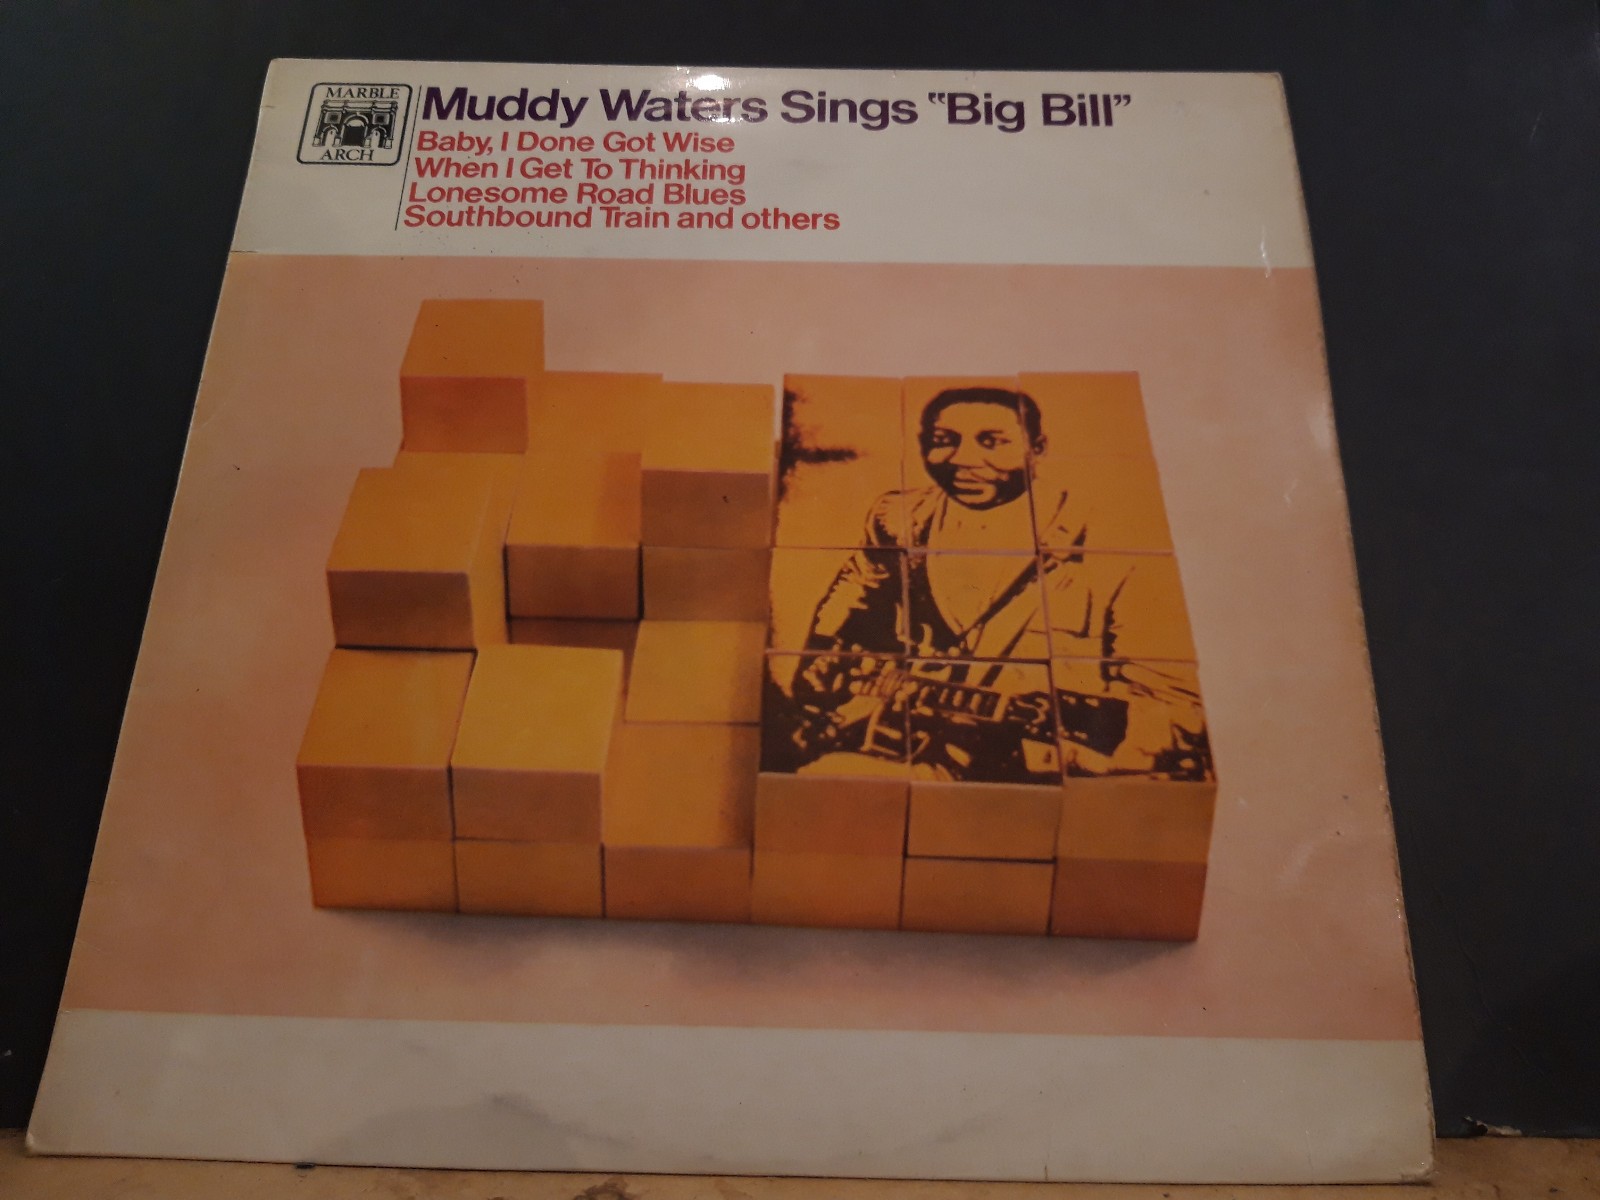 MARBLE
ARCH
Muddy Waters Sings “Big Bill”
Baby, I Done Got Wise
When I Get To Thinking
Lonesome Road Blues
Southbound Train and others